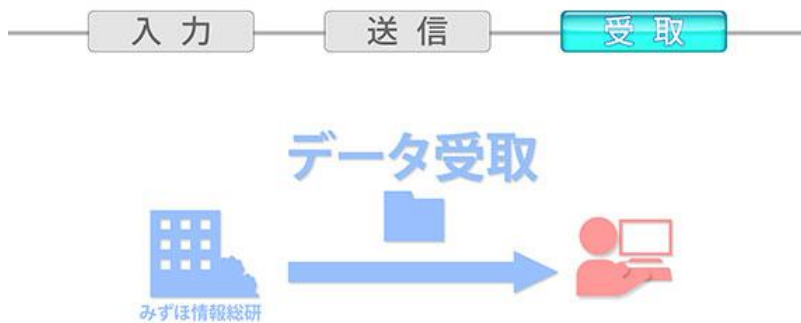 入力 送信 受取
データ受取
みずほ情報総研